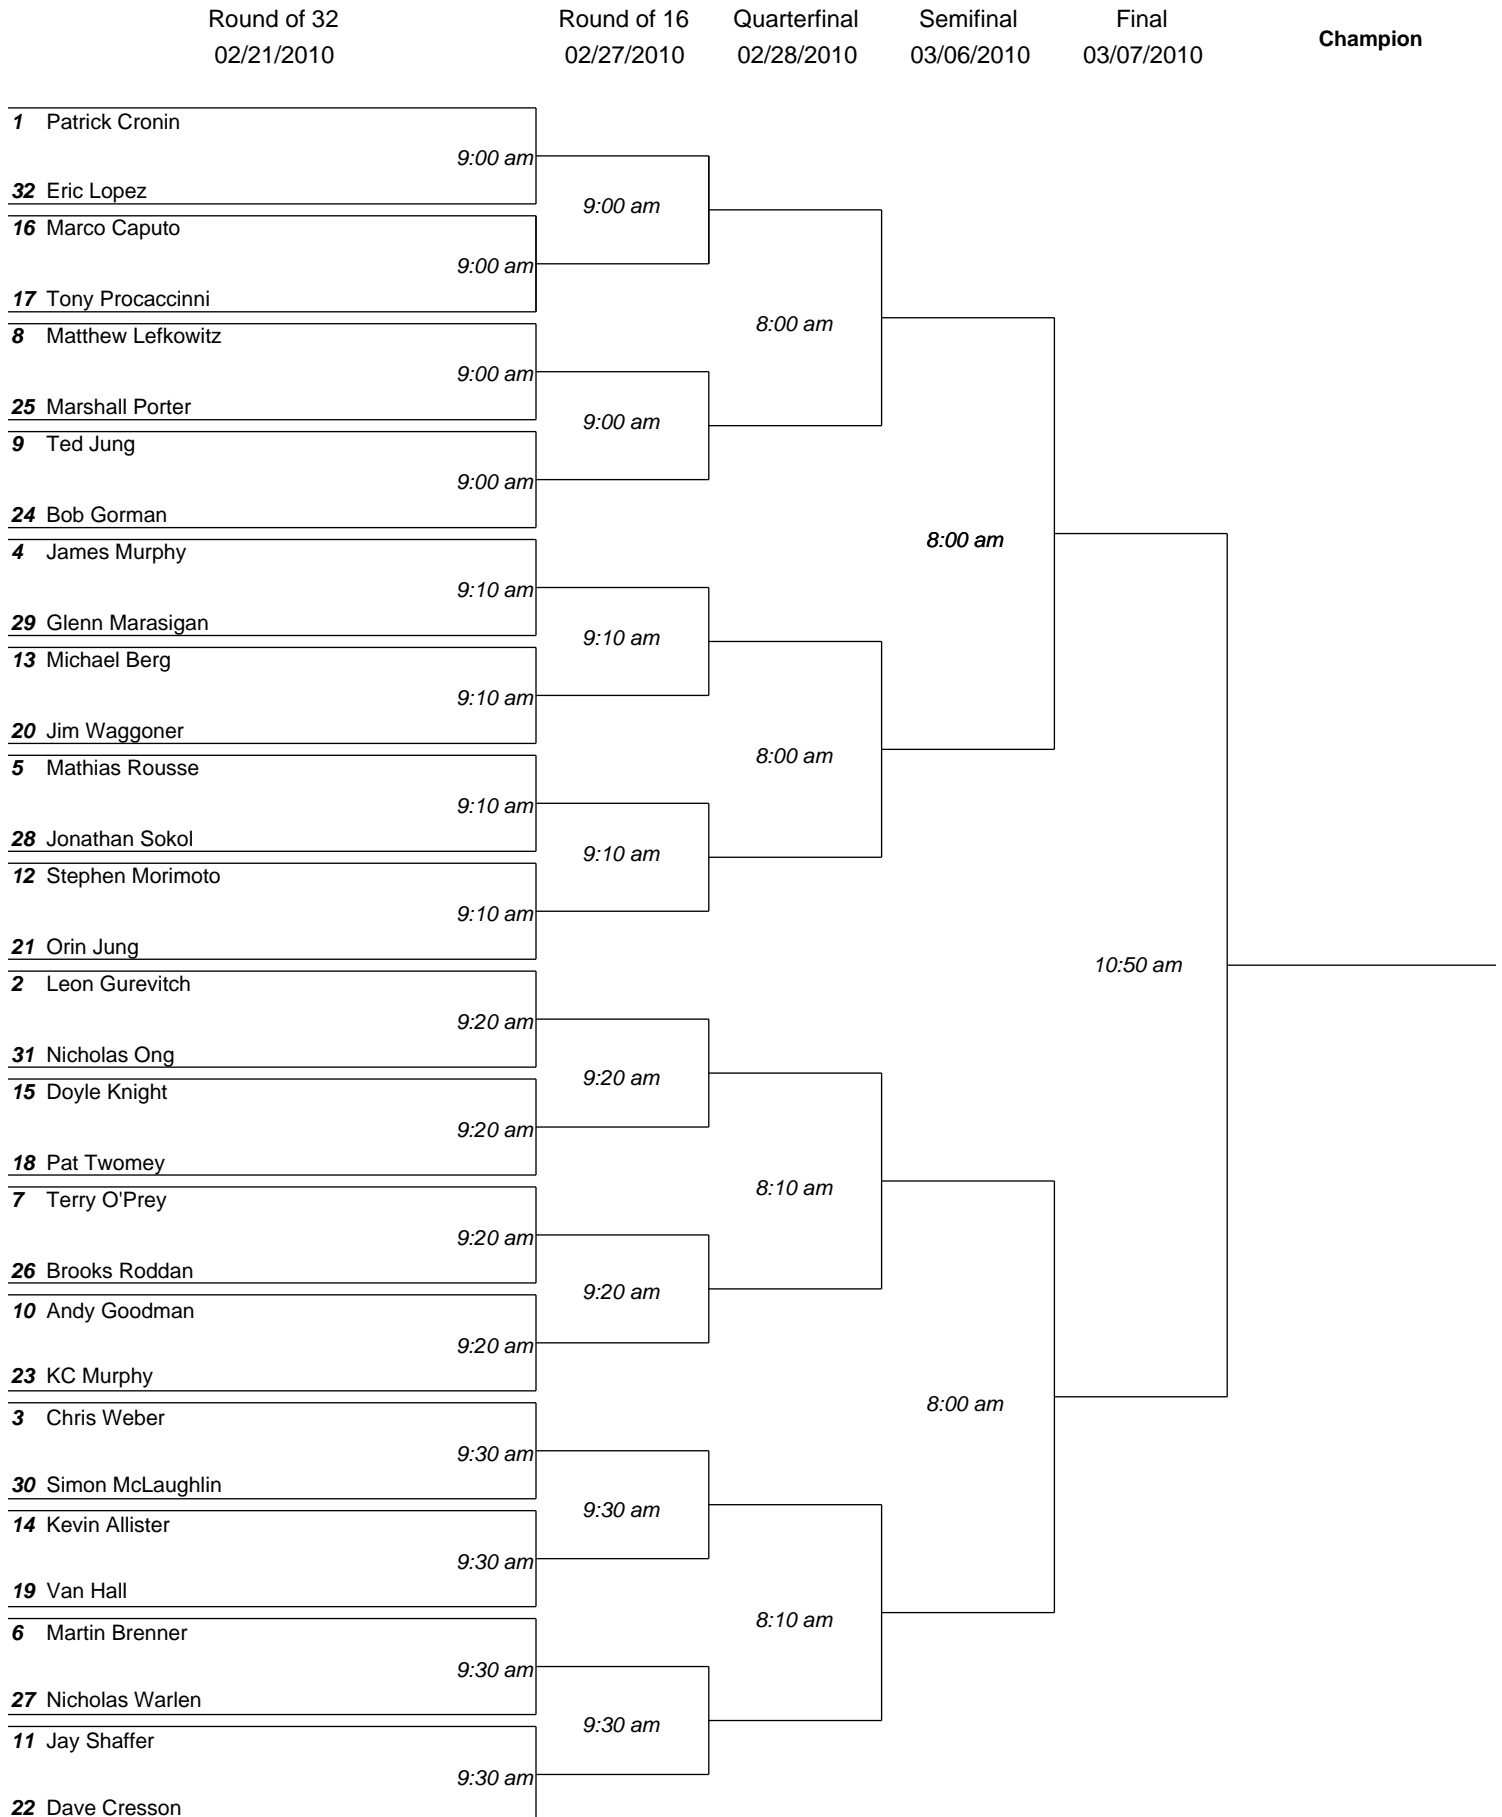 Round of 32 Round of 16 Quarterfinal Semifinal Final
Champion
02/21/2010 02/27/2010 02/28/2010 03/06/2010 03/07/2010
1 Patrick Cronin
9:00 am
32 Eric Lopez
9:00 am
16 Marco Caputo
9:00 am
17 Tony Procaccinni
8:00 am
8 Matthew Lefkowitz
9:00 am
25 Marshall Porter
9:00 am
9 Ted Jung
9:00 am
24 Bob Gorman
8:00 am
4 James Murphy
9:10 am
29 Glenn Marasigan
9:10 am
13 Michael Berg
9:10 am
20 Jim Waggoner
8:00 am
5 Mathias Rousse
9:10 am
28 Jonathan Sokol
9:10 am
12 Stephen Morimoto
9:10 am
21 Orin Jung
10:50 am
2 Leon Gurevitch
9:20 am
31 Nicholas Ong
9:20 am
15 Doyle Knight
9:20 am
18 Pat Twomey
8:10 am
7 Terry O'Prey
9:20 am
26 Brooks Roddan
9:20 am
10 Andy Goodman
9:20 am
23 KC Murphy
8:00 am
3 Chris Weber
9:30 am
30 Simon McLaughlin
9:30 am
14 Kevin Allister
9:30 am
19 Van Hall
8:10 am
6 Martin Brenner
9:30 am
27 Nicholas Warlen
9:30 am
11 Jay Shaffer
9:30 am
22 Dave Cresson